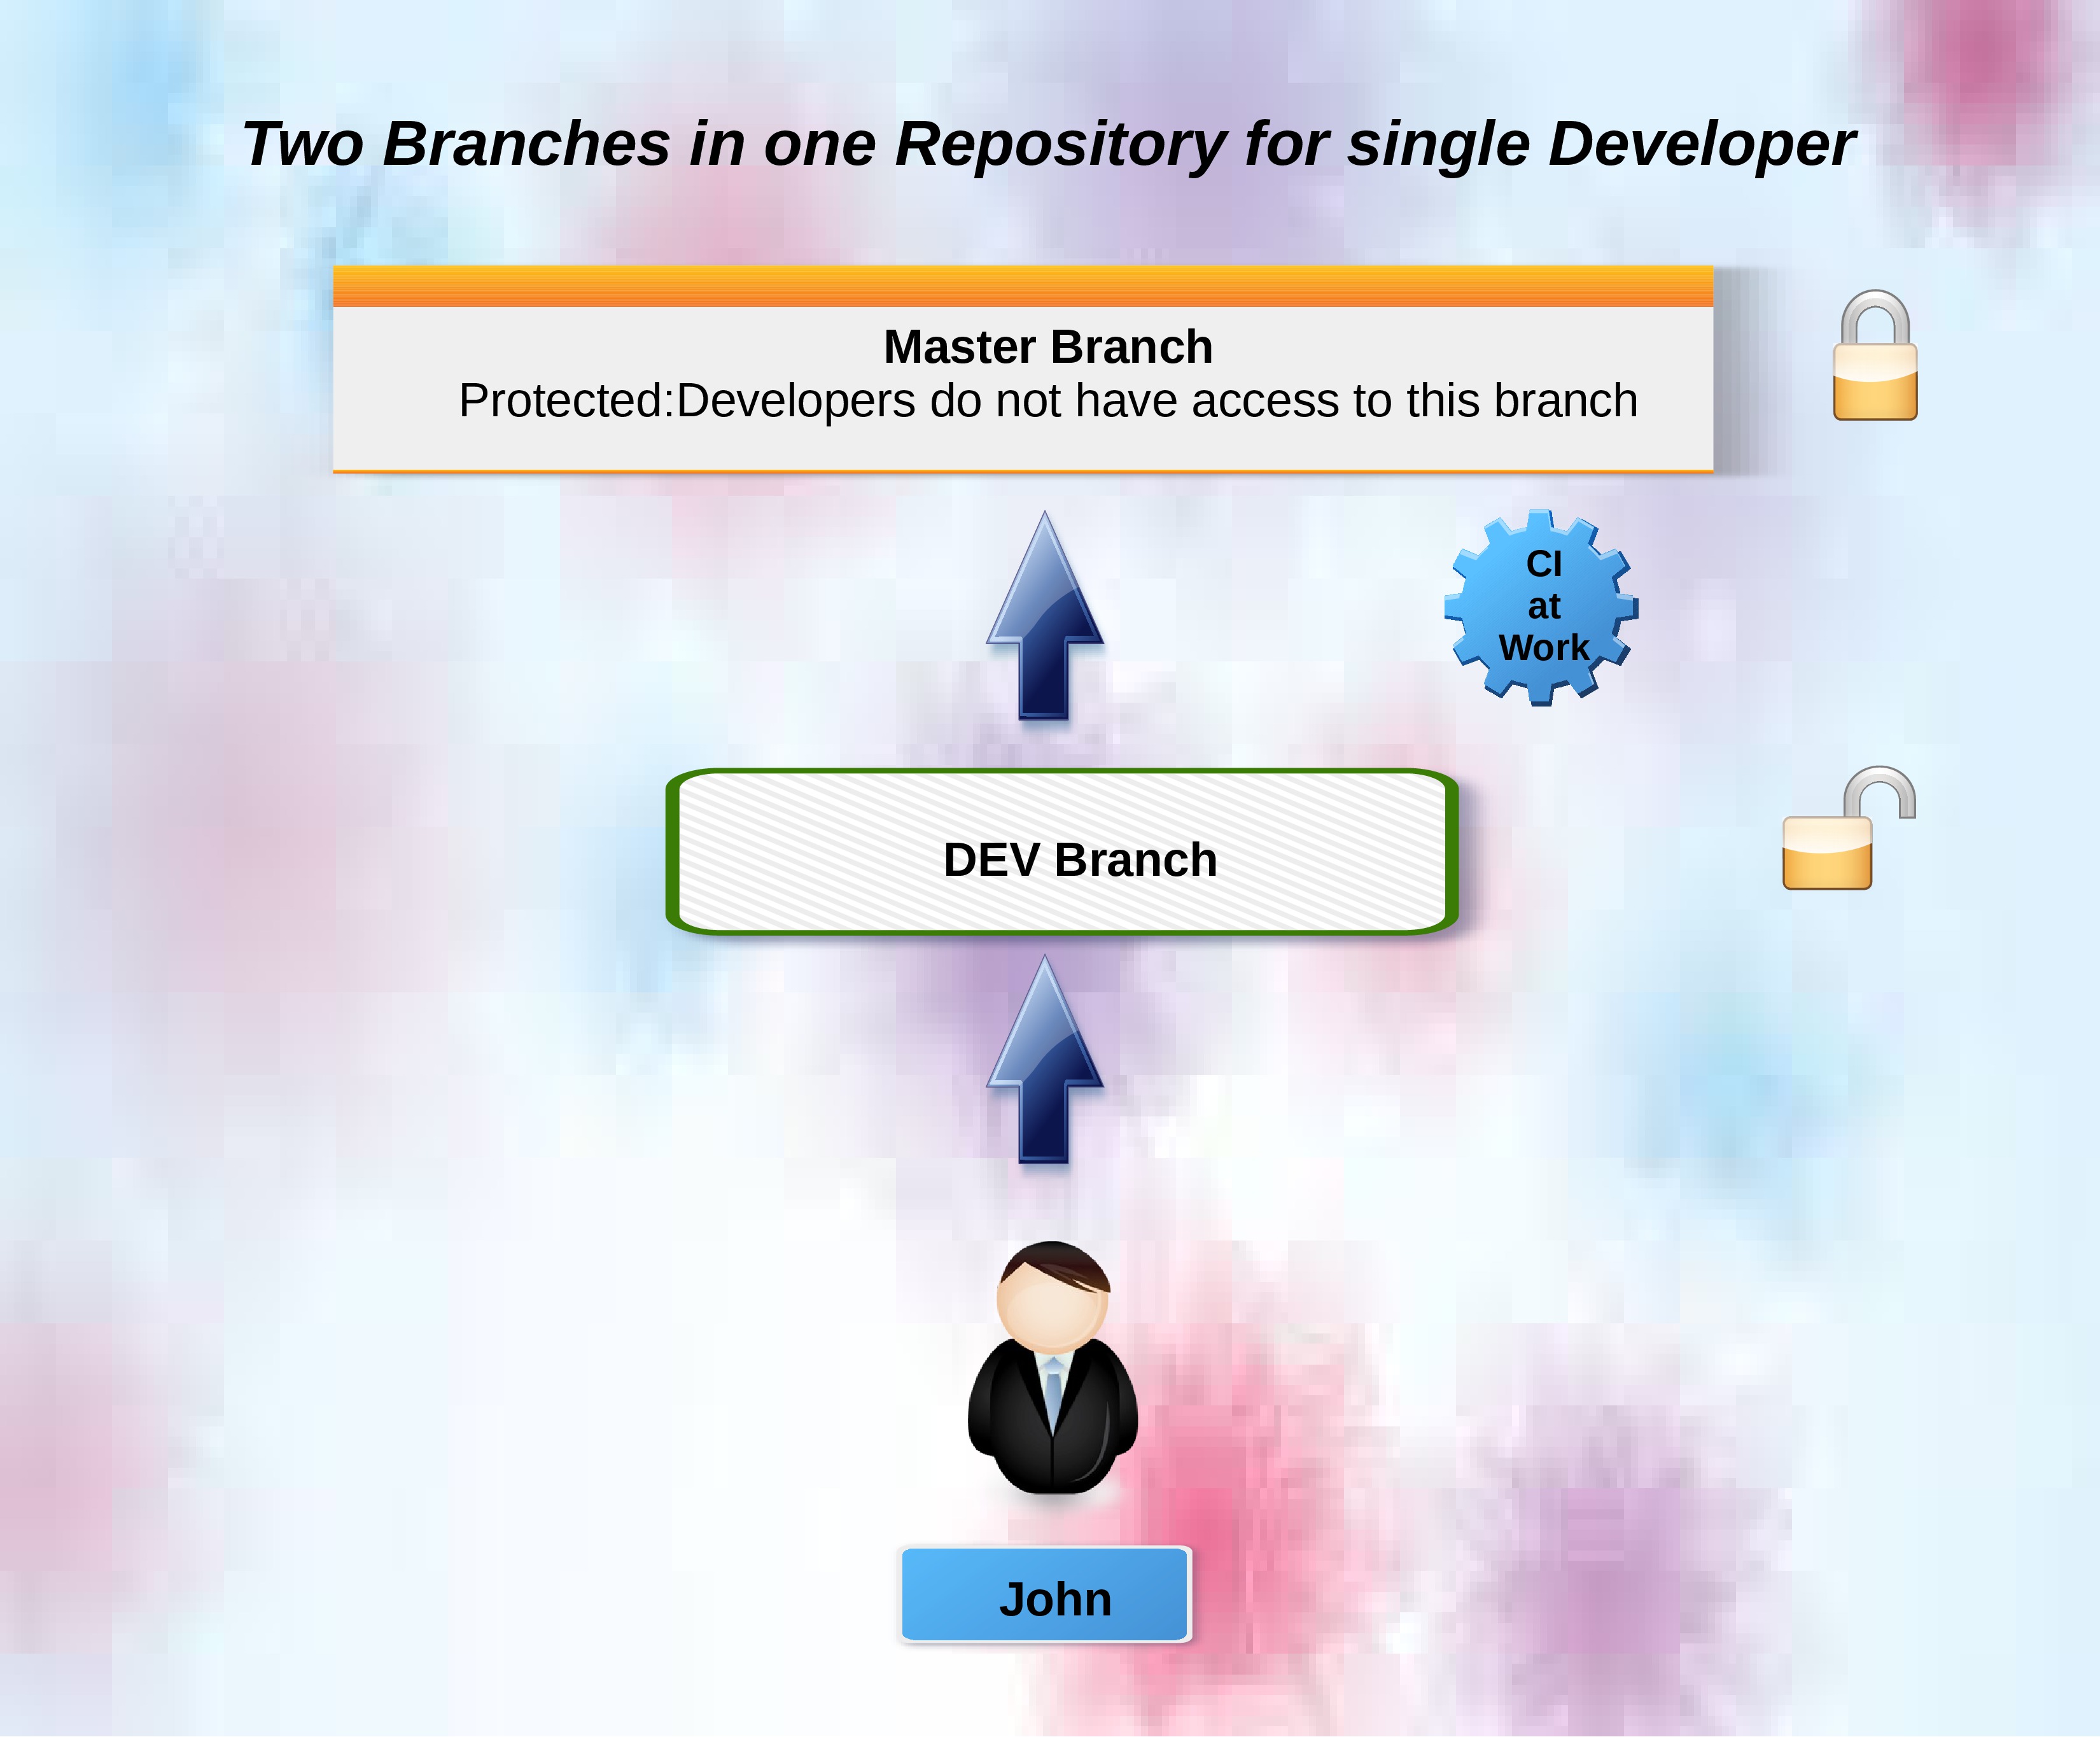 Two Branches in one Repository for single Developer
Master Branch
Protected:Developers do not have access to this branch
CI
at
Work
DEV Branch
John